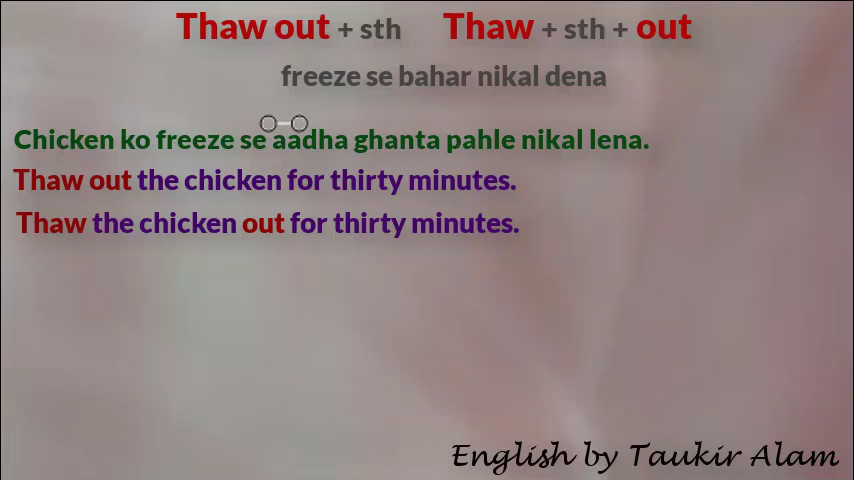 Thaw out + sth Thaw + sth + out
freeze se bahar nikal dena
Chicken ko freeze se aadha ghanta pahle nikal lena.
Thaw out the chicken for thirty minutes.
Thaw the chicken out for thirty minutes.
English by Taukir Alam